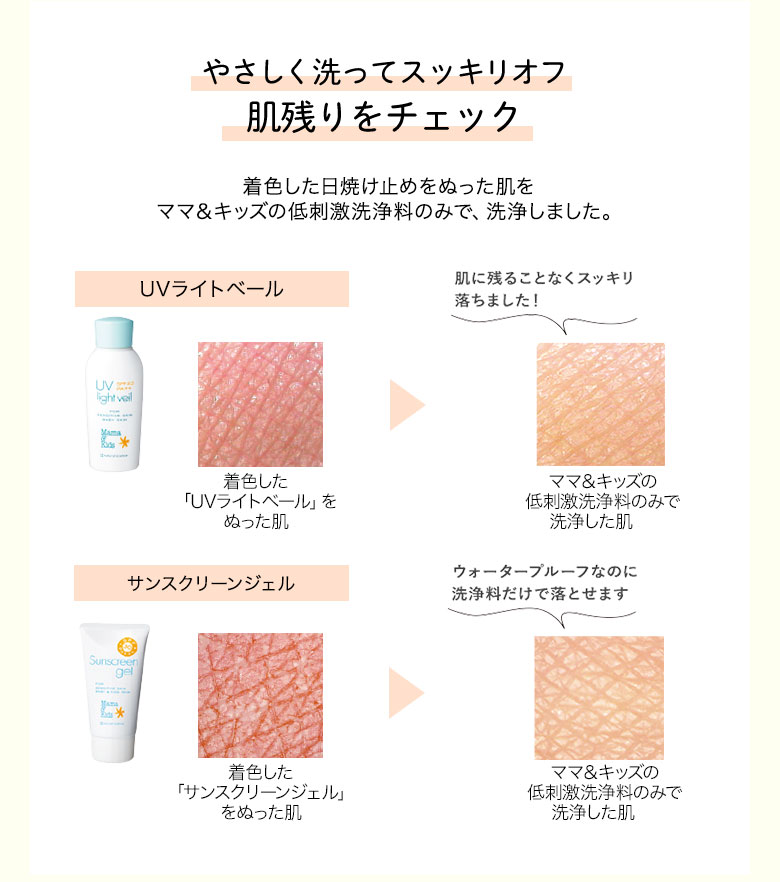 やさしく洗ってスッキリオフ
肌残りをチェック
着色した日焼け止めをぬった肌を
ママ&キッズの低刺激洗浄料のみで、洗浄しました。
UVライトベール
肌に残ることなくスッキリ
落ちました!
UV
light veil
Mama
&
Kids
着色した
「UVライトベール」を
ぬった肌
ママ&キッズの
低刺激洗浄料のみで
洗浄した肌
サンスクリーンジェル
ウォータープルーフなのに
洗浄料だけで落とせます
Sunscreen
gel
Mama
&
Kids
着色した
「サンスクリーンジェル」
をぬった肌
ママ&キッズの
低刺激洗浄料のみで
洗浄した肌